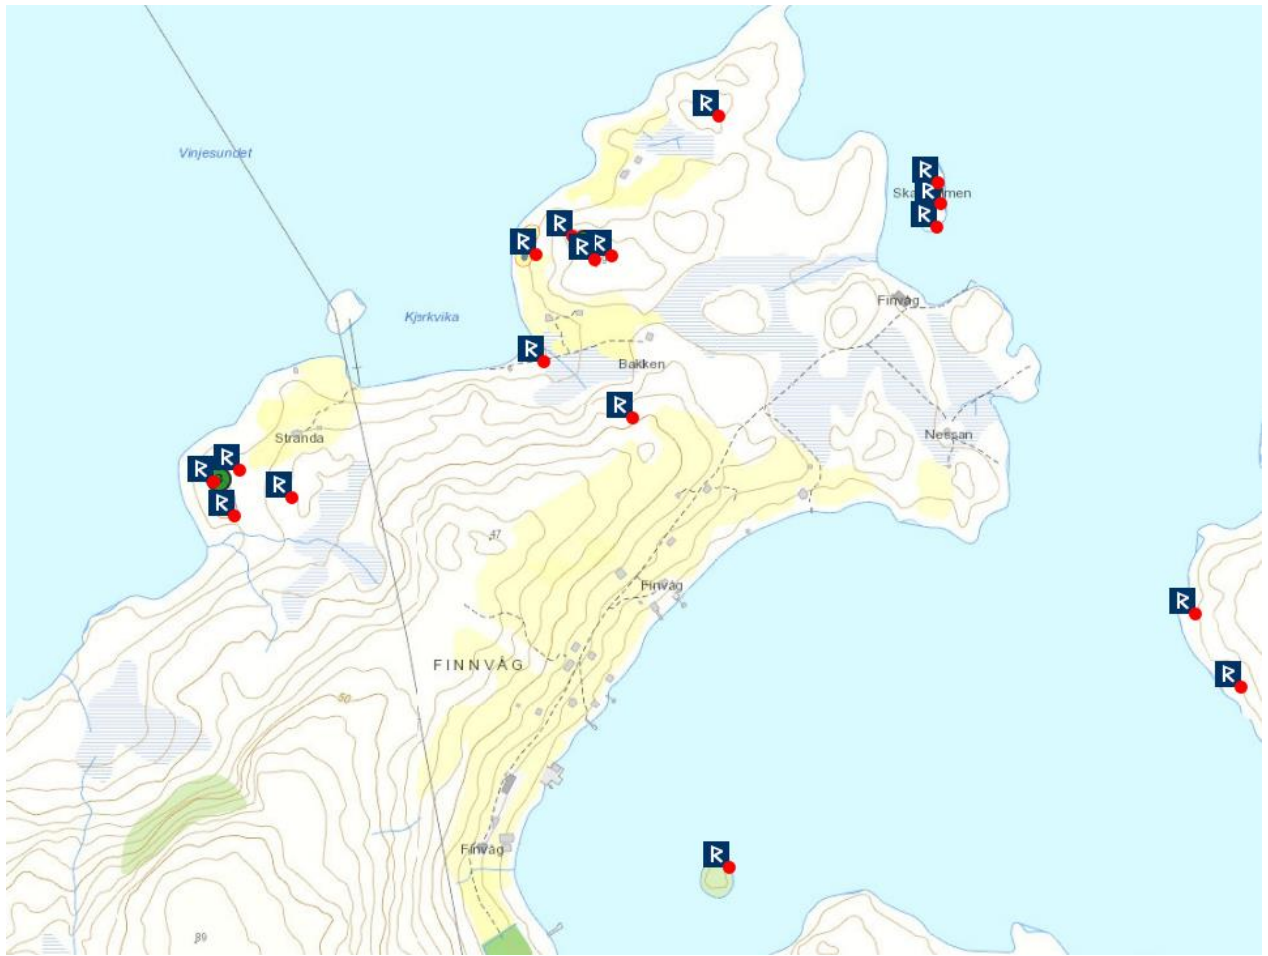 R
Vinjesundet
R
R
R
R
R
R
R
R
Kjerkvika
Finvåg
R
Bakken
R
Stranda
Nessan
R
R
R
R
47
Finvåg
R
FINNVÅG
R
50
Finvåg
R
89